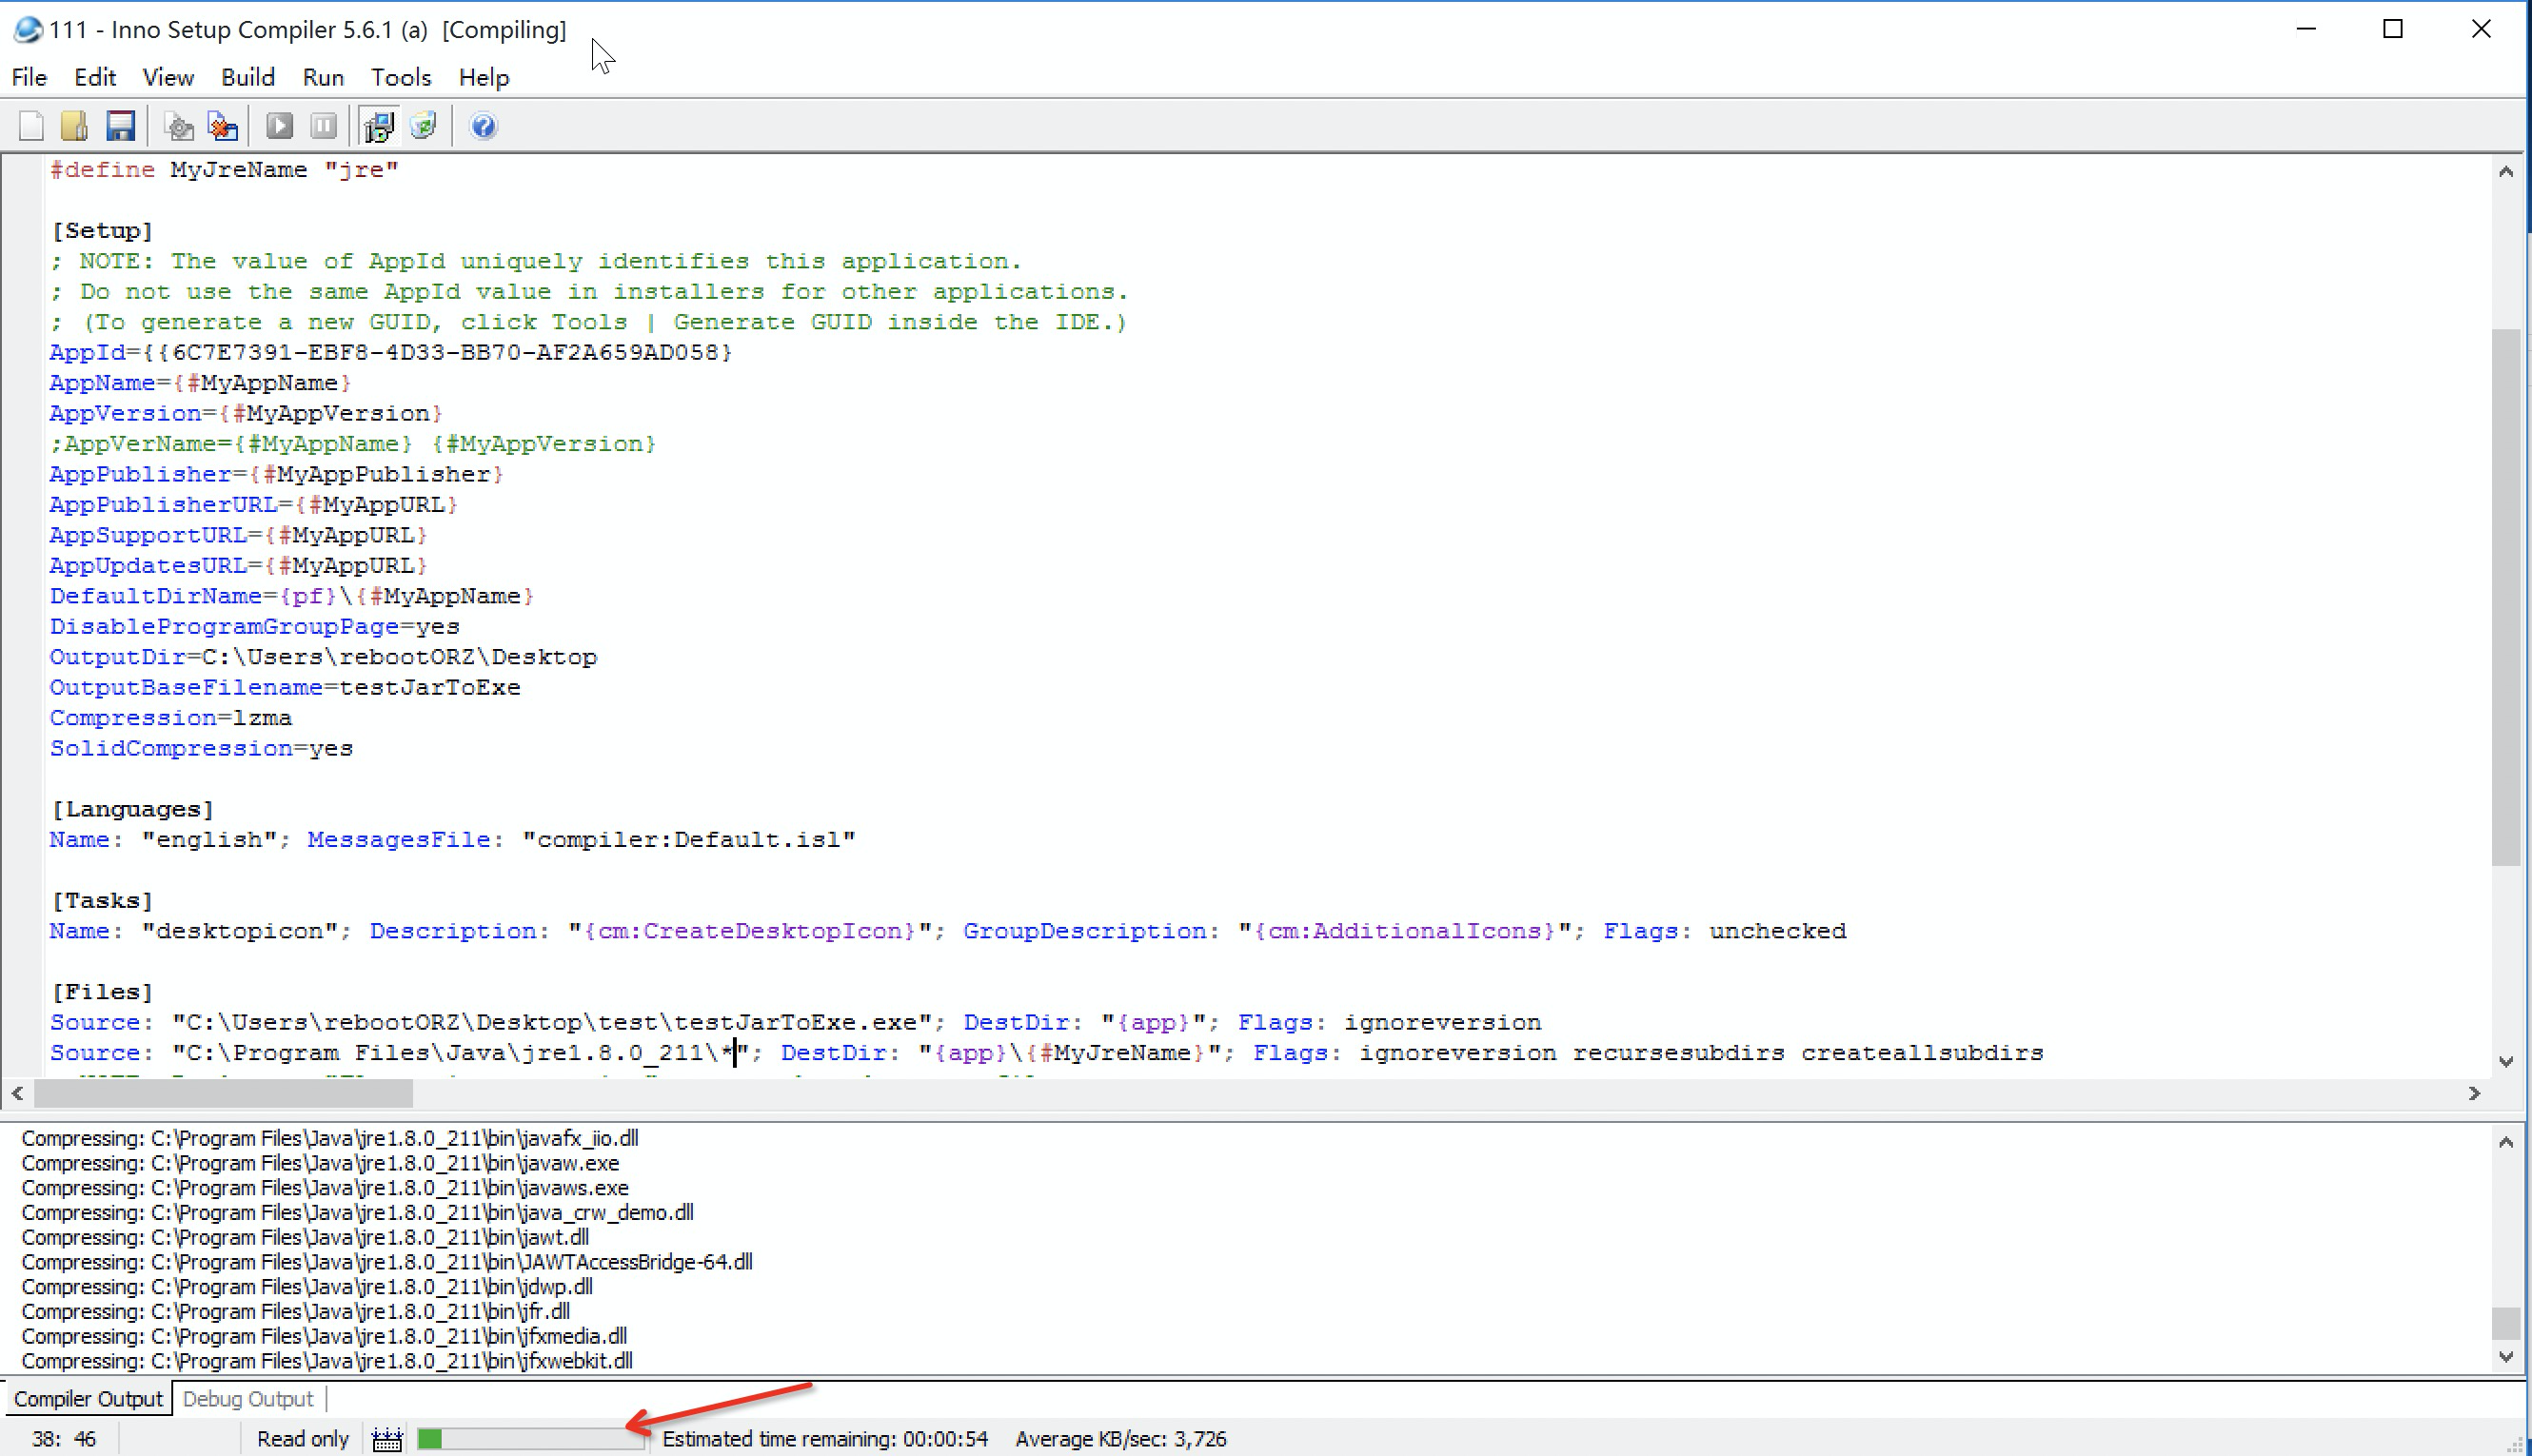 111 - Inno Setup Compiler 5.6.1 (a)  [Compiling]
File Edit View Build Run Tools Help
#define MyJreName "jre"
[Setup]
; NOTE: The value of AppId uniquely identifies this application.
; Do not use the same AppId value in installers for other applications.
; (To generate a new GUID, click Tools | Generate GUID inside the IDE.)
AppId={{6C7E7391-EBF8-4D33-BB70-AF2A659AD058}
AppName={#MyAppName}
AppVersion={#MyAppVersion}
;AppVerName={#MyAppName} {#MyAppVersion}
AppPublisher={#MyAppPublisher}
AppPublisherURL={#MyAppURL}
AppSupportURL={#MyAppURL}
AppUpdatesURL={#MyAppURL}
DefaultDirName={pf}\{#MyAppName}
DisableProgramGroupPage=yes
OutputDir=C:\Users\rebootORZ\Desktop
OutputBaseFilename=testJarToExe
Compression=lzma
SolidCompression=yes
[Languages]
Name: "english"; MessagesFile: "compiler:Default.isl"
[Tasks]
Name: "desktopicon"; Description: "{cm:CreateDesktopIcon}"; GroupDescription: "{cm:AdditionalIcons}"; Flags: unchecked
[Files]
Source: "C:\Users\rebootORZ\Desktop\test\testJarToExe.exe"; DestDir: "{app}"; Flags: ignoreversion
Source: "C:\Program Files\Java\jre1.8.0_211\*"; DestDir: "{app}\{#MyJreName}"; Flags: ignoreversion recursesubdirs createallsubdirs
Compressing: C:\Program Files\Java\jre1.8.0_211\bin\javafx_iio.dll
Compressing: C:\Program Files\Java\jre1.8.0_211\bin\javaw.exe
Compressing: C:\Program Files\Java\jre1.8.0_211\bin\javaws.exe
Compressing: C:\Program Files\Java\jre1.8.0_211\bin\java_crw_demo.dll
Compressing: C:\Program Files\Java\jre1.8.0_211\bin\jawt.dll
Compressing: C:\Program Files\Java\jre1.8.0_211\bin\JAWTAccessBridge-64.dll
Compressing: C:\Program Files\Java\jre1.8.0_211\bin\jdwp.dll
Compressing: C:\Program Files\Java\jre1.8.0_211\bin\jfr.dll
Compressing: C:\Program Files\Java\jre1.8.0_211\bin\jfxmedia.dll
Compressing: C:\Program Files\Java\jre1.8.0_211\bin\jfxwebkit.dll
Compiler Output Debug Output
38: 46 Read only Estimated time remaining: 00:00:54 Average KB/sec: 3,726